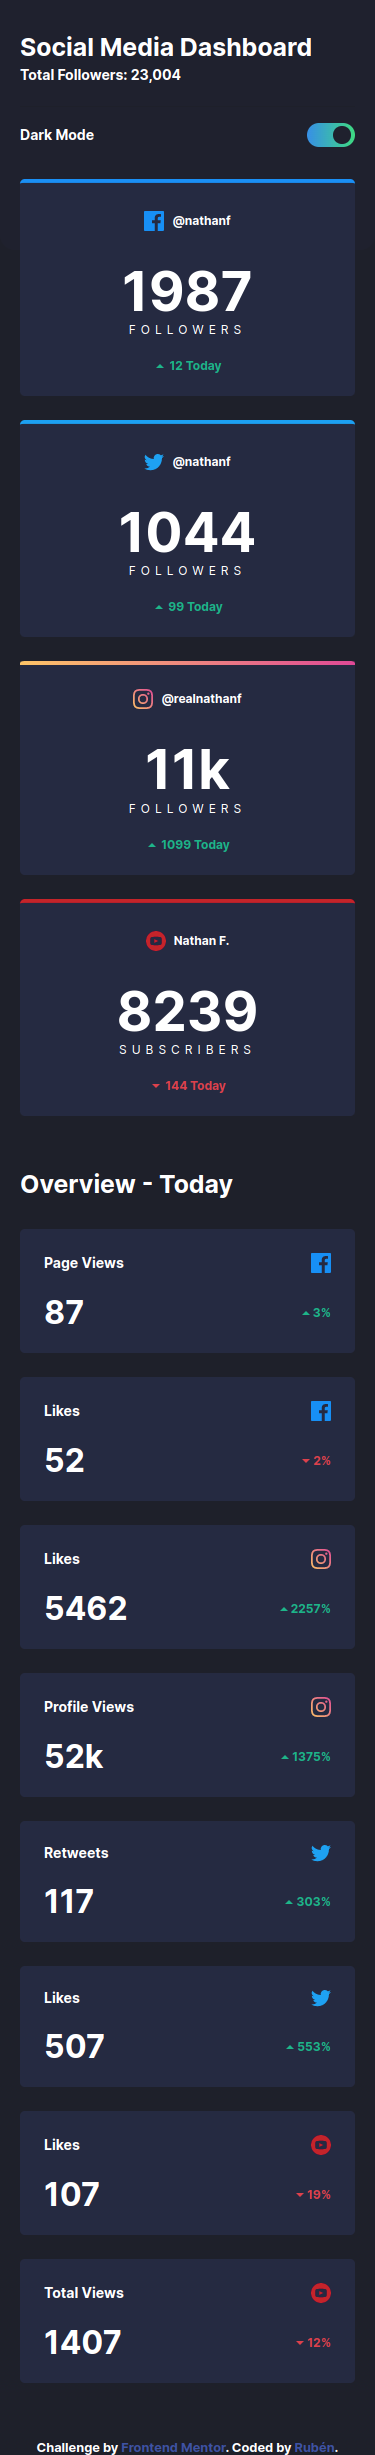 Social Media Dashboard
Total Followers: 23,004
Dark Mode
@nathanf
1987
FOLLOWERS
12 Today
@nathanf
1044
FOLLOWERS
99 Today
@realnathanf
11k
FOLLOWERS
1099 Today
Nathan F.
8239
SUBSCRIBERS
144 Today
Overview - Today
Page Views
87
3%
Likes
52
2%
Likes
5462
2257%
Profile Views
52k
1375%
Retweets
117
303%
Likes
507
553%
Likes
107
19%
Total Views
1407
12%
Challenge by Frontend Mentor. Coded by Rubén.